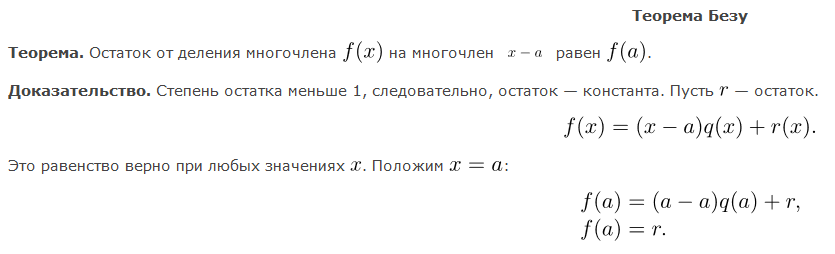 Теорема Безу
Теорема. Остаток от деления многочлена f(x) на многочлен x − a равен f(a).
Доказательство. Степень остатка меньше 1, следовательно, остаток — константа. Пусть r — остаток.
f(x) = (x − a)q(x) + r(x).
Это равенство верно при любых значениях x. Положим x = a:
f(a) = (a − a)q(a) + r,
f(a) = r.